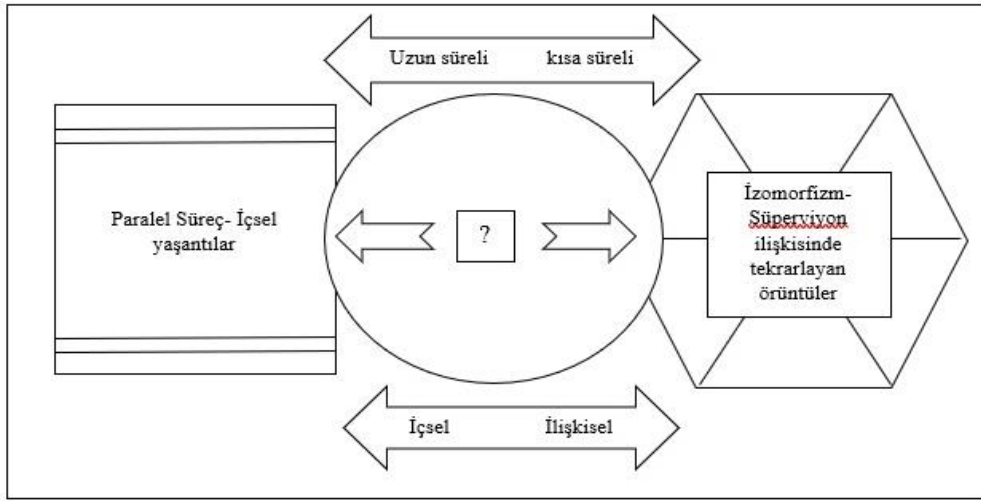 Uzun süreli kısa süreli
Paralel Süreç- İçsel
yaşantılar
?
İzomorfizm-
Süperviyon
ilişkisinde
tekrarlayan
örüntüler
İçsel İlişkisel